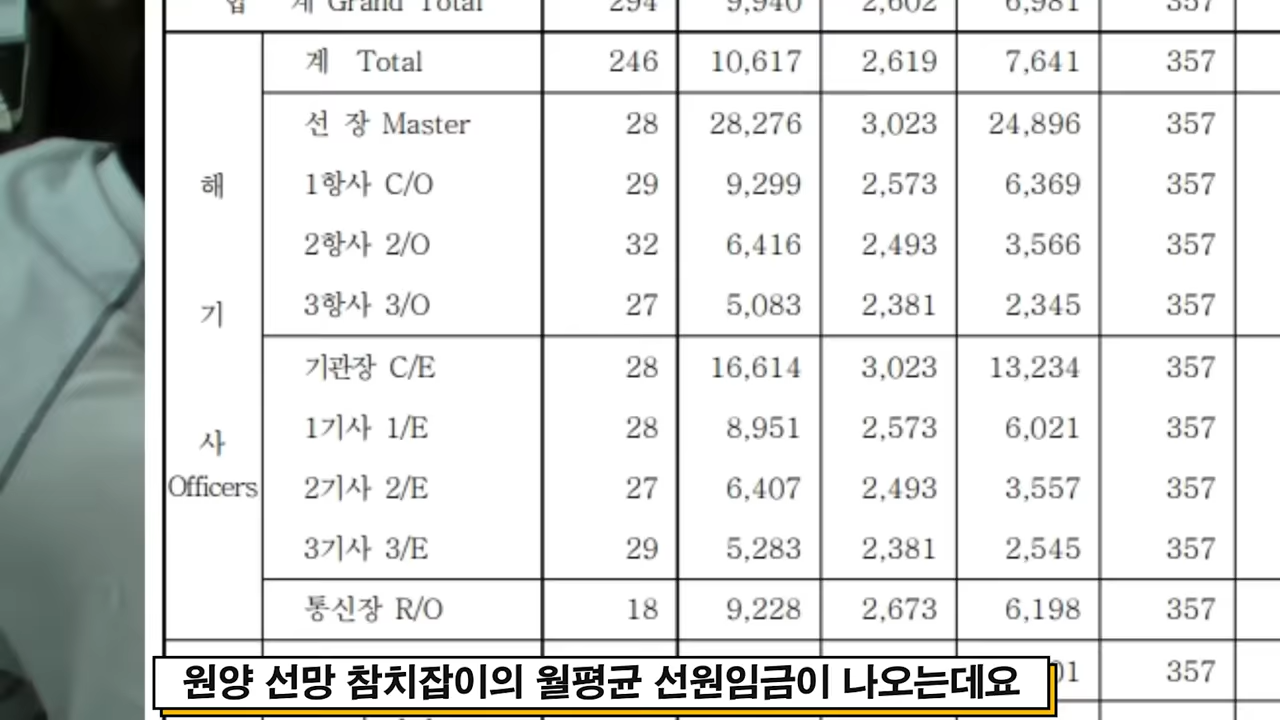 계 Grand Total 294 9,940 2,602 6,981 357
계 Total 246 10,617 2,619 7,641 357
선 장 Master 28 28,276 3,023 24,896 357
해 1항사 C/O 29 9,299 2,573 6,369 357
2항사 2/O 32 6,416 2,493 3,566 357
기 3항사 3/O 27 5,083 2,381 2,345 357
기관장 C/E 28 16,614 3,023 13,234 357
사 1기사 1/E 28 8,951 2,573 6,021 357
Officers 2기사 2/E 27 6,407 2,493 3,557 357
3기사 3/E 29 5,283 2,381 2,545 357
통신장 R/O 18 9,228 2,673 6,198 357
357
원양 선망 참치잡이의 월평균 선원임금이 나오는데요